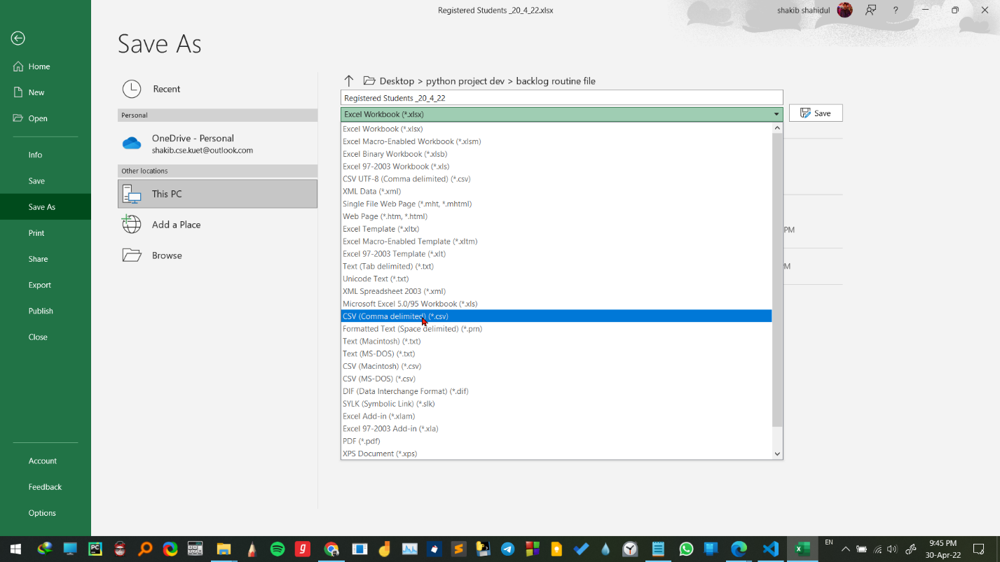 Registered Students _20_4_22.xlsx
shakib shahidul
?
Save As
Home
New
Open
Info
Save
Save As
Print
Share
Export
Publish
Close
Account
Feedback
Options
Recent
Personal
OneDrive - Personal
shakib.cse.kuet@outlook.com
Other locations
This PC
Add a Place
Browse
Desktop > python project dev > backlog routine file
Registered Students _20_4_22
Excel Workbook (*.xlsx)
Save
Excel Workbook (*.xlsx)
Excel Macro-Enabled Workbook (*.xlsm)
Excel Binary Workbook (*.xlsb)
Excel 97-2003 Workbook (*.xls)
CSV UTF-8 (Comma delimited) (*.csv)
XML Data (*.xml)
Single File Web Page (*.mht, *.mhtml)
Web Page (*.htm, *.html)
Excel Template (*.xltx)
PM
Excel Macro-Enabled Template (*.xltm)
Excel 97-2003 Template (*.xlt)
Text (Tab delimited) (*.txt)
M
Unicode Text (*.txt)
XML Spreadsheet 2003 (*.xml)
Microsoft Excel 5.0/95 Workbook (*.xls)
CSV (Comma delimited) (*.csv)
Formatted Text (Space delimited) (*.prn)
Text (Macintosh) (*.txt)
Text (MS-DOS) (*.txt)
CSV (Macintosh) (*.csv)
CSV (MS-DOS) (*.csv)
DIF (Data Interchange Format) (*.dif)
SYLK (Symbolic Link) (*.slk)
Excel Add-in (*.xlam)
Excel 97-2003 Add-in (*.xla)
PDF (*.pdf)
XPS Document (*.xps)
PC
g
EN
9:45 PM
30-Apr-22